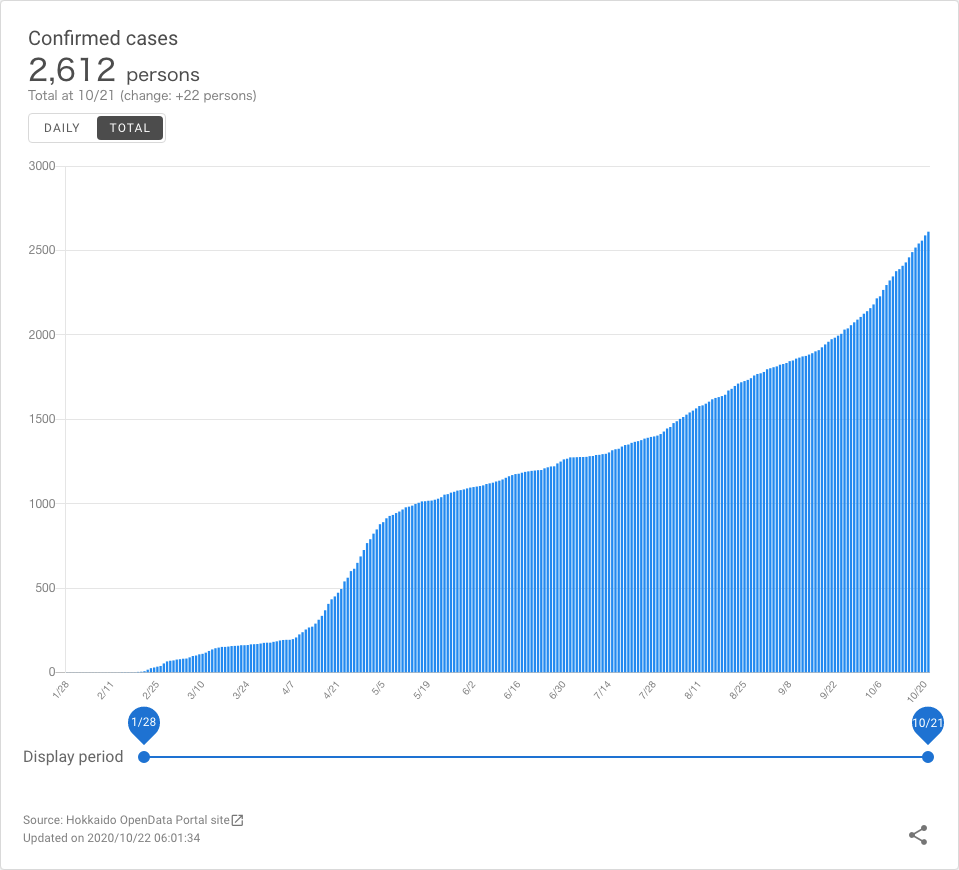 Confirmed cases
2,612 persons
Total at 10/21 (change: +22 persons)
DAILY TOTAL
3000
2500
2000
1500
1000
500
0
1/28 2/11 2/25 3/10 3/24 4/7 4/21 5/5 5/19 6/2 6/16 6/30 7/14 7/28 8/11 8/25 9/8 9/22 10/6 10/20
1/28 10/21
Display period
Source: Hokkaido OpenData Portal site
Updated on 2020/10/22 06:01:34